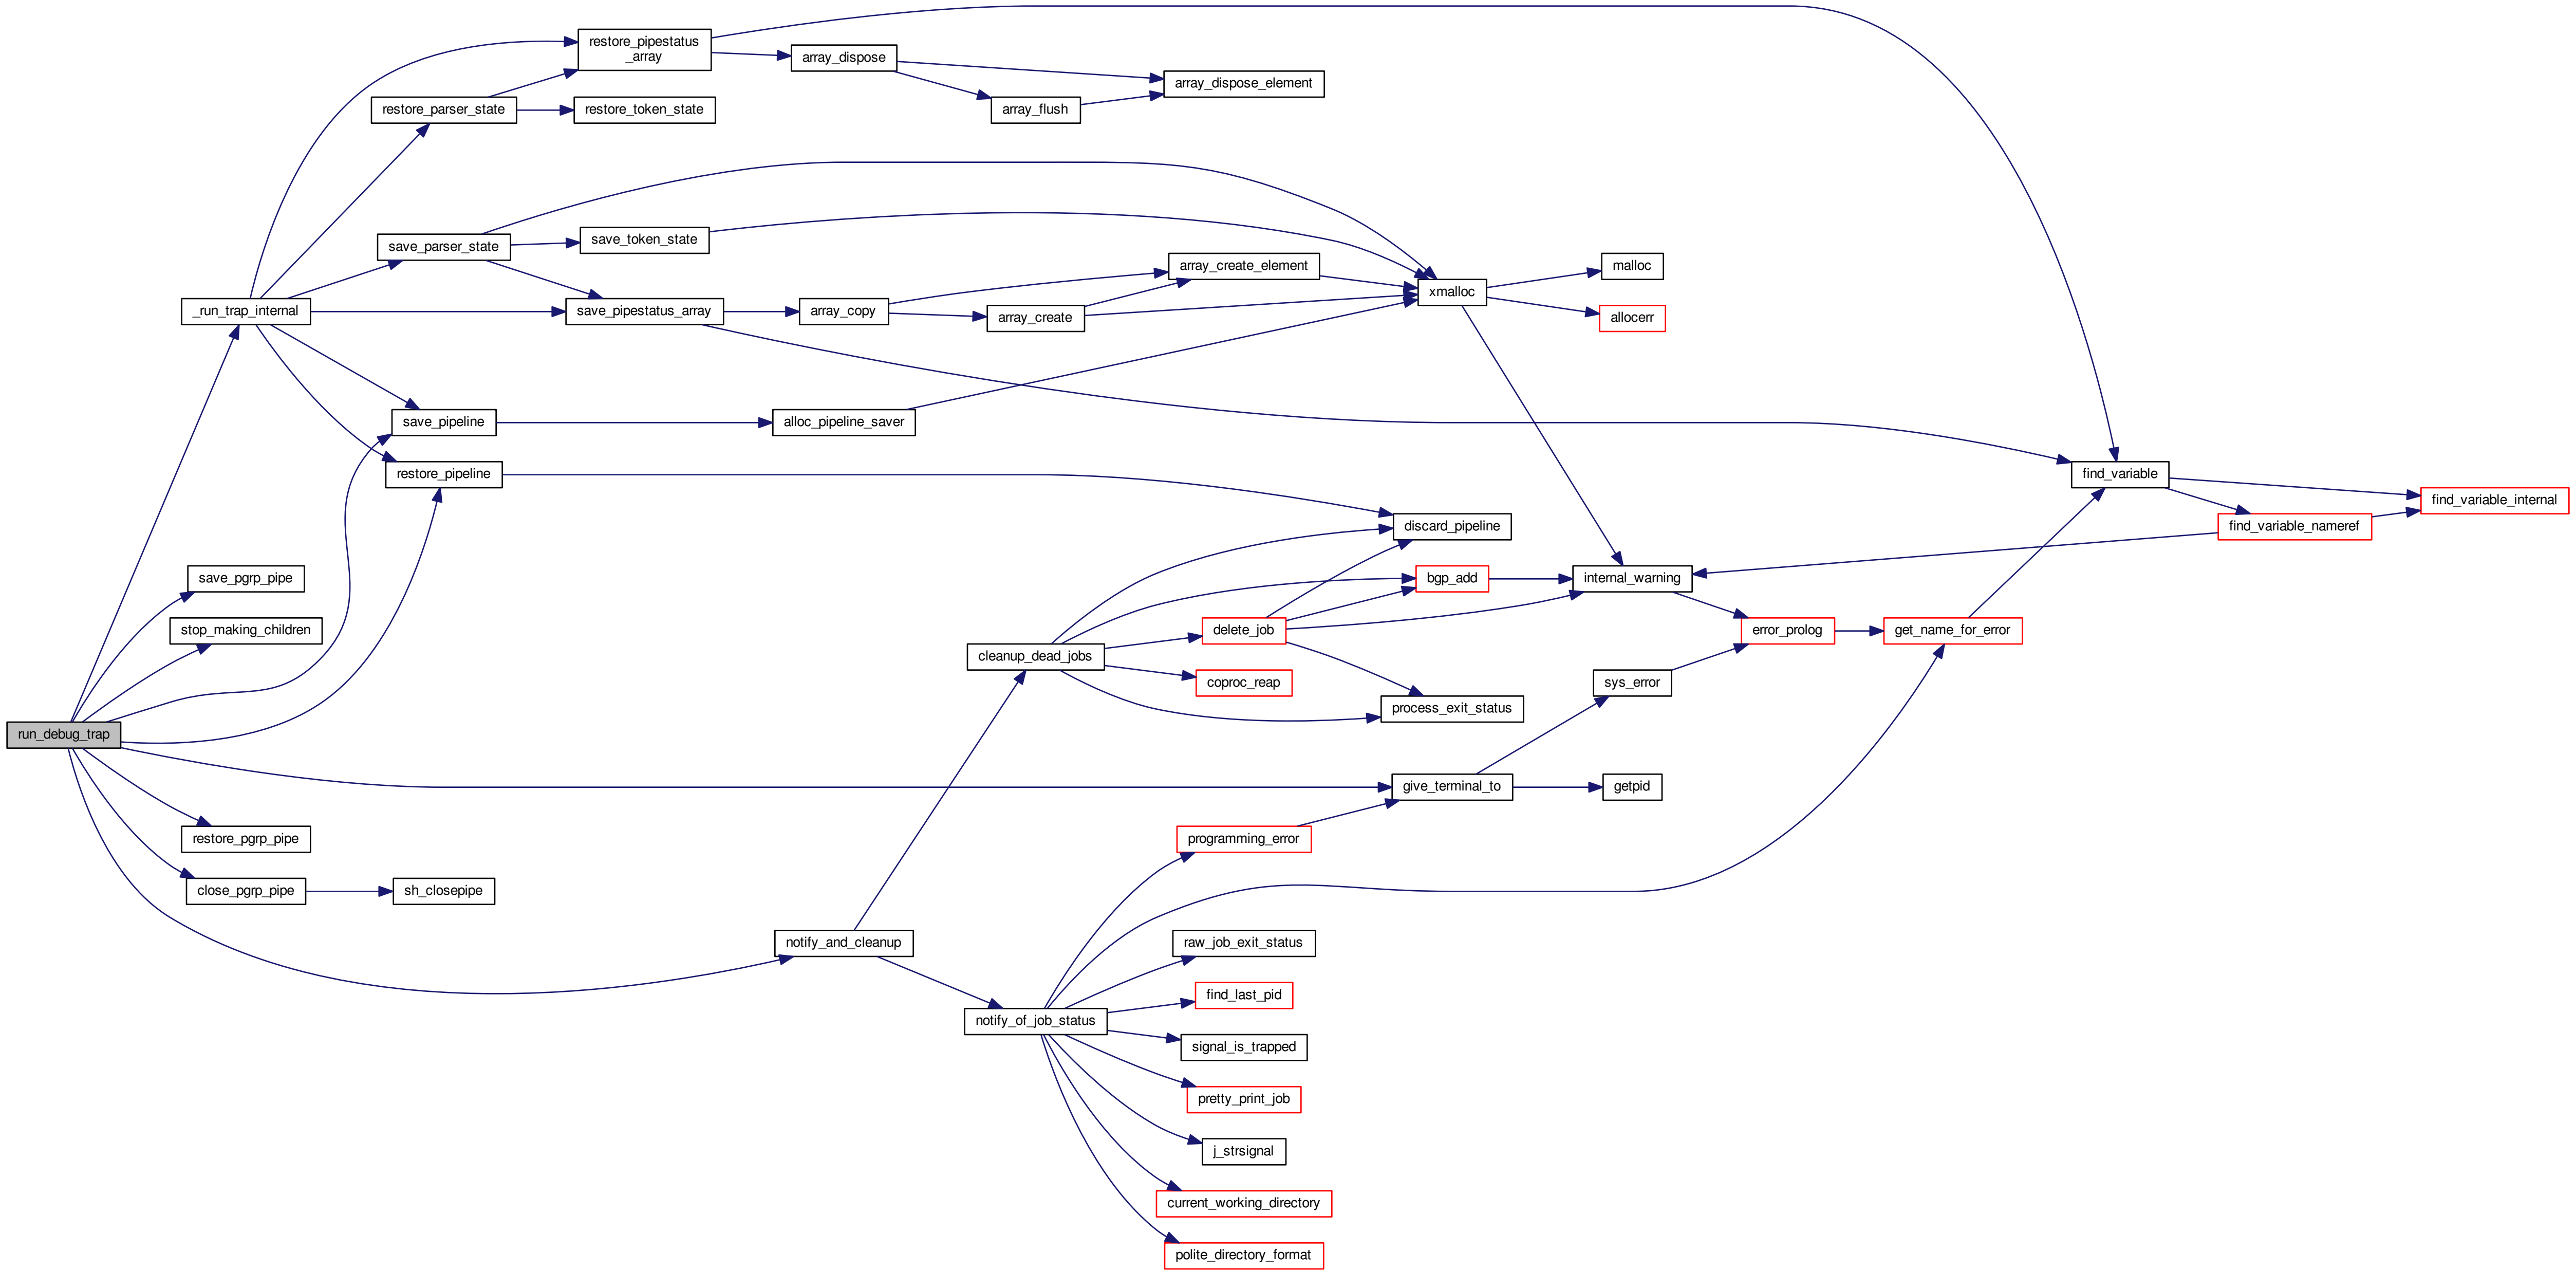 restore_pipestatus
_array
array_dispose
array_dispose_element
restore_parser_state
restore_token_state
array_flush
save_parser_state
save_token_state
array_create_element
malloc
xmalloc
_run_trap_internal
save_pipestatus_array
array_copy
array_create
allocerr
save_pipeline
alloc_pipeline_saver
restore_pipeline
find_variable
find_variable_internal
discard_pipeline
find_variable_nameref
save_pgrp_pipe
bgp_add
internal_warning
stop_making_children
delete_job
error_prolog
get_name_for_error
cleanup_dead_jobs
coproc_reap
sys_error
process_exit_status
run_debug_trap
give_terminal_to
getpid
restore_pgrp_pipe
programming_error
close_pgrp_pipe
sh_closepipe
notify_and_cleanup
raw_job_exit_status
find_last_pid
notify_of_job_status
signal_is_trapped
pretty_print_job
j_strsignal
current_working_directory
polite_directory_format